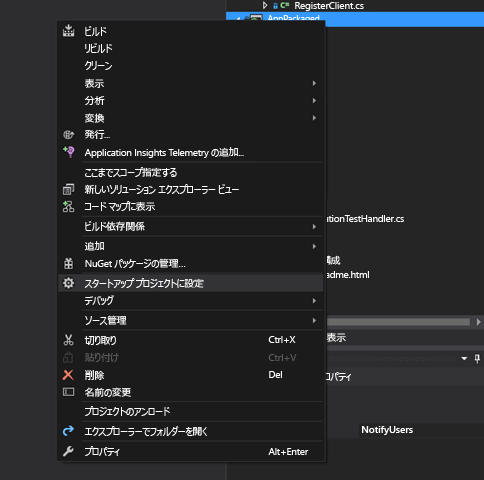 RegisterClient.cs
AppPackaged
ビルド
リビルド
クリーン
表示
分析
変換
発行...
Application Insights Telemetry の追加...
ここまでスコープ指定する
新しいソリューション エクスプローラー ビュー
コード マップに表示
ビルド依存関係
追加
NuGet パッケージの管理...
スタートアップ プロジェクトに設定
デバッグ
ソース管理
切り取り Ctrl+X
貼り付け Ctrl+V
削除 Del
名前の変更
プロジェクトのアンロード
エクスプローラーでフォルダーを開く
プロパティ Alt+Enter
ationTestHandler.cs
構成
dme.html
表示
プロパティ
NotifyUsers